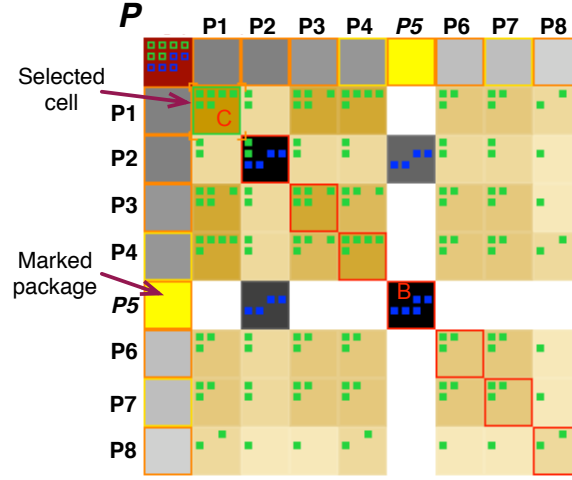 P
P1 P2 P3 P4 P5 P6 P7 P8
Selected
cell
P1
C
P2
P3
P4
Marked
package
P5
B
P6
P7
P8